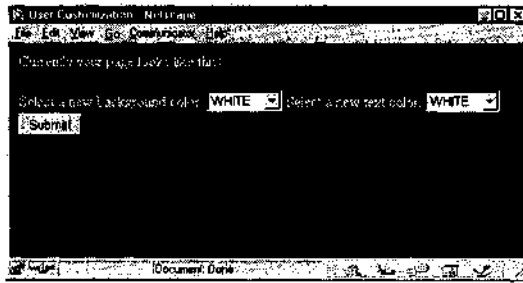 User Customization - Netscape
File Edit View Go Communicator Help
Currently your page looks like this!
Select a new background color: WHITE Select a new text color: WHITE
Submit
Document: Done